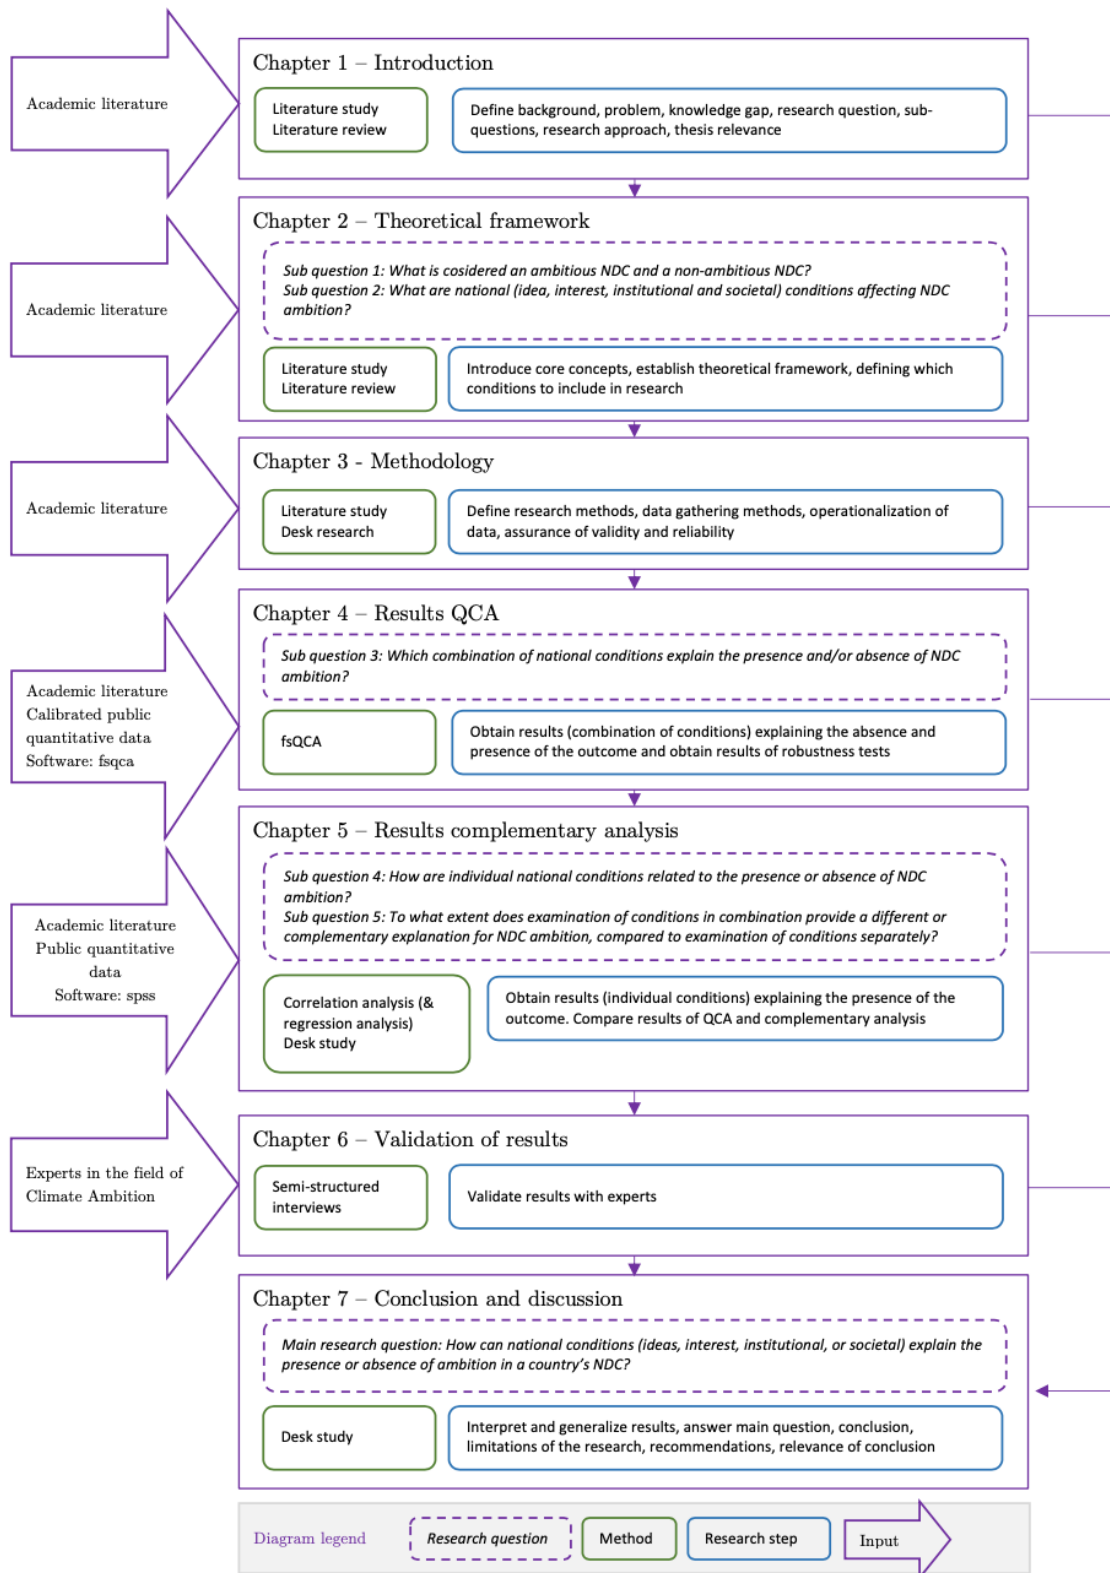 Chapter 1 – Introduction
Academic literature
Literature study
Literature review
Define background, problem, knowledge gap, research question, sub-
questions, research approach, thesis relevance
Chapter 2 – Theoretical framework
Academic literature
Sub question 1: What is cosidered an ambitious NDC and a non-ambitious NDC?
Sub question 2: What are national (idea, interest, institutional and societal) conditions affecting NDC
ambition?
Literature study
Literature review
Introduce core concepts, establish theoretical framework, defining which
conditions to include in research
Chapter 3 - Methodology
Academic literature
Literature study
Desk research
Define research methods, data gathering methods, operationalization of
data, assurance of validity and reliability
Chapter 4 – Results QCA
Academic literature
Calibrated public
quantitative data
Software: fsqca
Sub question 3: Which combination of national conditions explain the presence and/or absence of NDC
ambition?
fsQCA
Obtain results (combination of conditions) explaining the absence and
presence of the outcome and obtain results of robustness tests
Chapter 5 – Results complementary analysis
Academic literature
Public quantitative
data
Software: spss
Sub question 4: How are individual national conditions related to the presence or absence of NDC
ambition?
Sub question 5: To what extent does examination of conditions in combination provide a different or
complementary explanation for NDC ambition, compared to examination of conditions separately?
Correlation analysis (&
regression analysis)
Desk study
Obtain results (individual conditions) explaining the presence of the
outcome. Compare results of QCA and complementary analysis
Chapter 6 – Validation of results
Experts in the field of
Climate Ambition
Semi-structured
interviews
Validate results with experts
Chapter 7 – Conclusion and discussion
Main research question: How can national conditions (ideas, interest, institutional, or societal) explain the
presence or absence of ambition in a country's NDC?
Desk study
Interpret and generalize results, answer main question, conclusion,
limitations of the research, recommendations, relevance of conclusion
Diagram legend
Research question
Method
Research step
Input